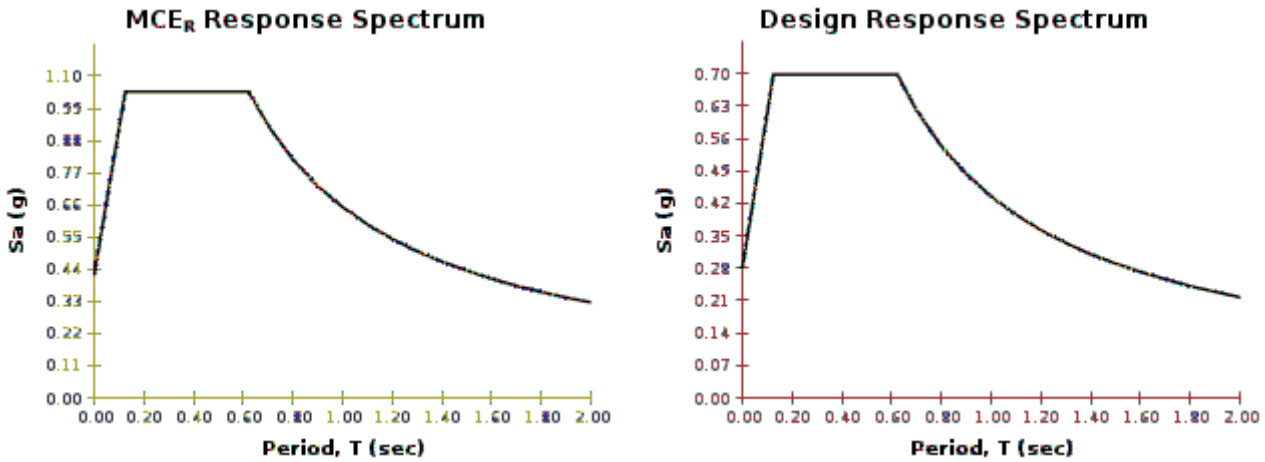 MCER Response Spectrum
Sa (g)
1.10
0.99
0.88
0.77
0.66
0.55
0.44
0.33
0.22
0.11
0.00
0.00 0.20 0.40 0.60 0.80 1.00 1.20 1.40 1.60 1.80 2.00
Period, T (sec)
Design Response Spectrum
Sa (g)
0.70
0.63
0.56
0.49
0.42
0.35
0.28
0.21
0.14
0.07
0.00
0.00 0.20 0.40 0.60 0.80 1.00 1.20 1.40 1.60 1.80 2.00
Period, T (sec)